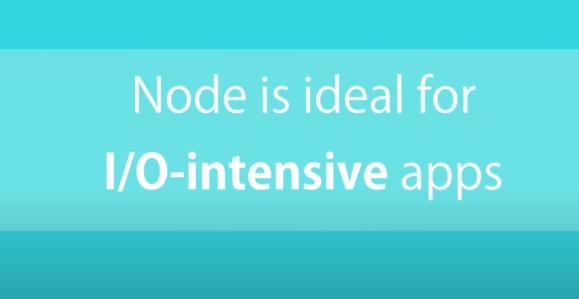 Node is ideal for
I/O-intensive apps